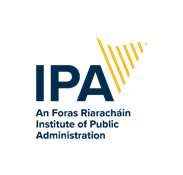 IPA
An Foras Riaracháin
Institute of Public
Administration